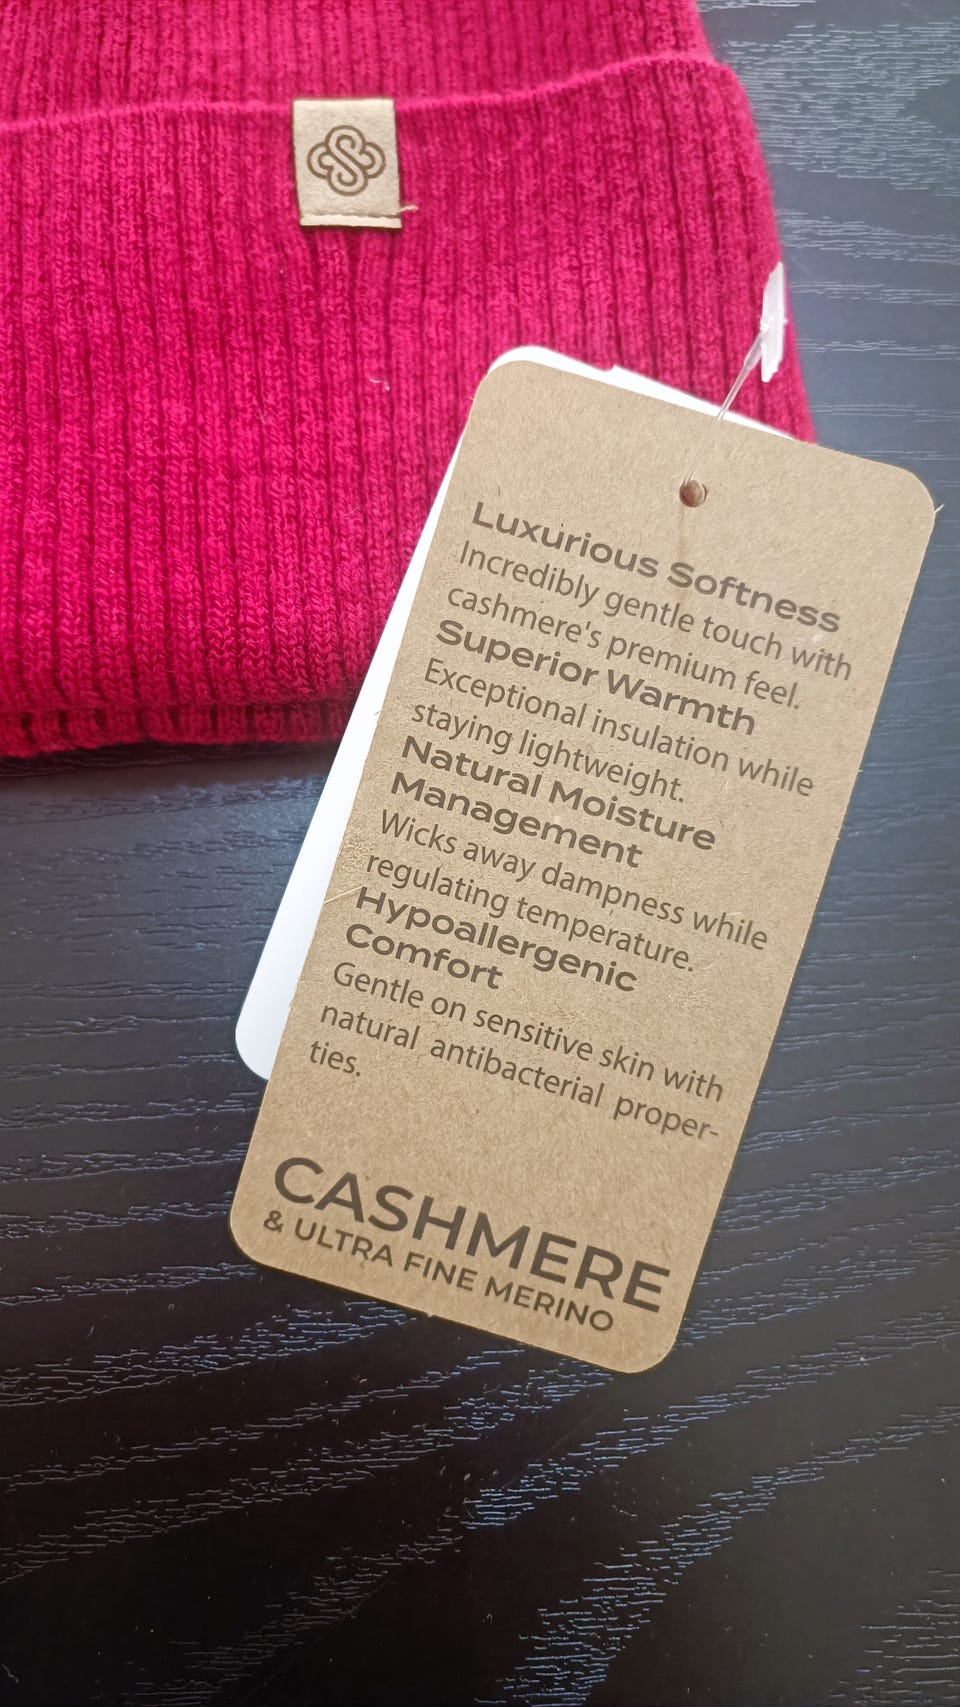 Luxurious Softness
Incredibly gentle touch with
cashmere's premium feel.
Superior Warmth
Exceptional insulation while
staying lightweight.
Natural Moisture
Management
Wicks away dampness while
regulating temperature.
Hypoallergenic
Comfort
Gentle on sensitive skin with
natural antibacterial proper-
ties.
CASHMERE
& ULTRA FINE MERINO